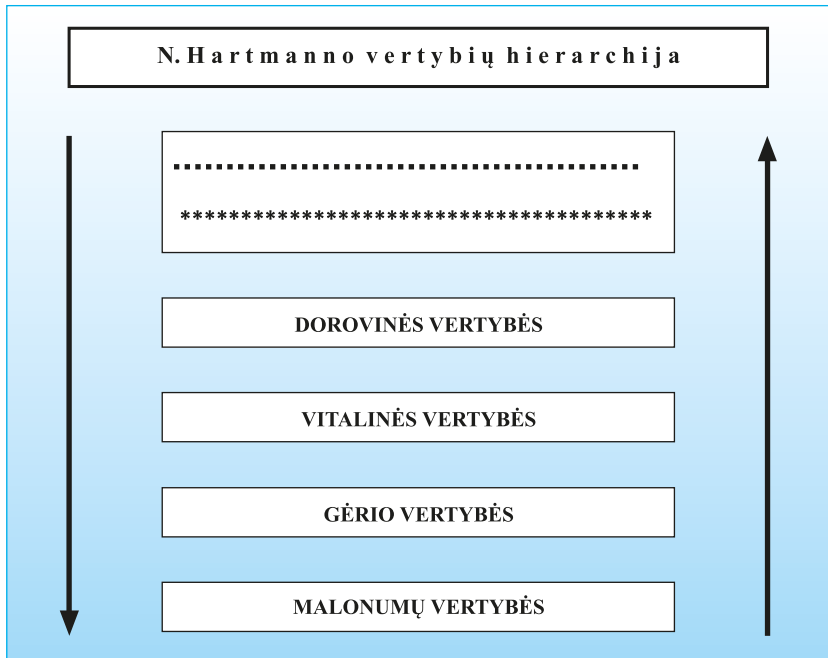 N. Hartmanno vertybių hierarchija
.......................................
***************************************
DOROVINĖS VERTYBĖS
VITALINĖS VERTYBĖS
GĖRIO VERTYBĖS
MALONUMŲ VERTYBĖS